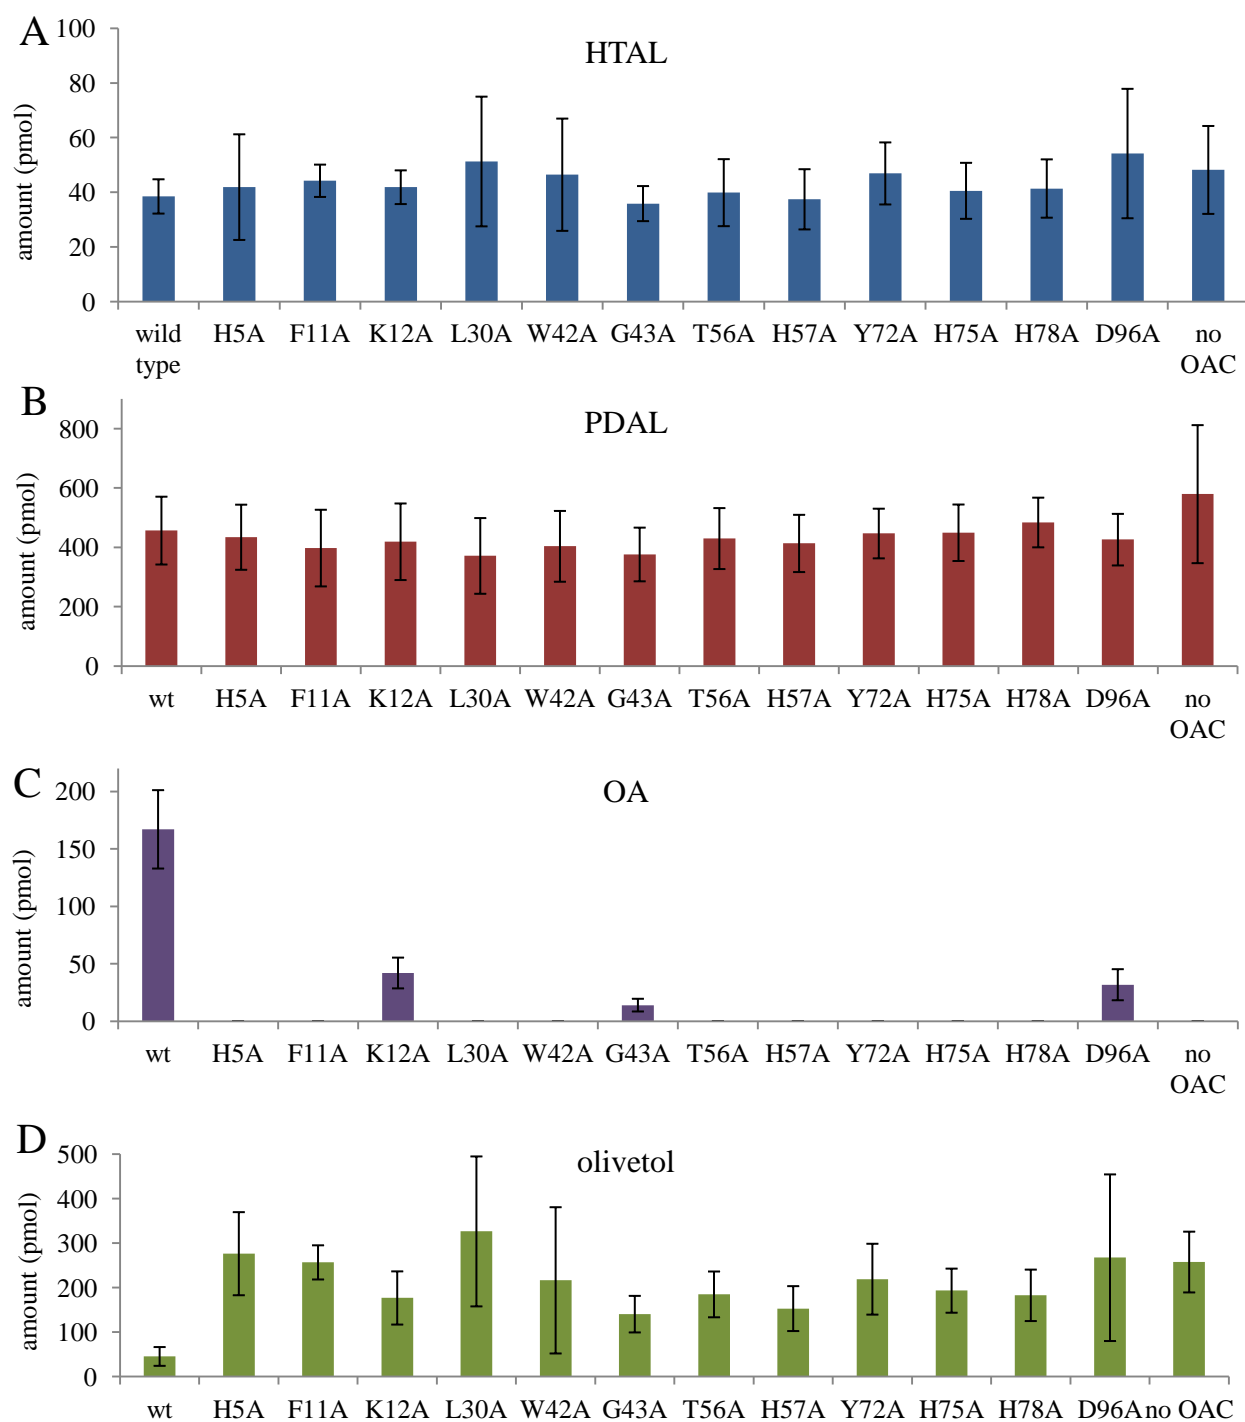 A
HTAL
amount (pmol)
100
80
60
40
20
0
wild type H5A F11A K12A L30A W42A G43A T56A H57A Y72A H75A H78A D96A no OAC
B
PDAL
amount (pmol)
800
600
400
200
0
wt H5A F11A K12A L30A W42A G43A T56A H57A Y72A H75A H78A D96A no OAC
C
OA
amount (pmol)
200
150
100
50
0
wt H5A F11A K12A L30A W42A G43A T56A H57A Y72A H75A H78A D96A no OAC
D
olivetol
amount (pmol)
500
400
300
200
100
0
wt H5A F11A K12A L30A W42A G43A T56A H57A Y72A H75A H78A D96A no OAC